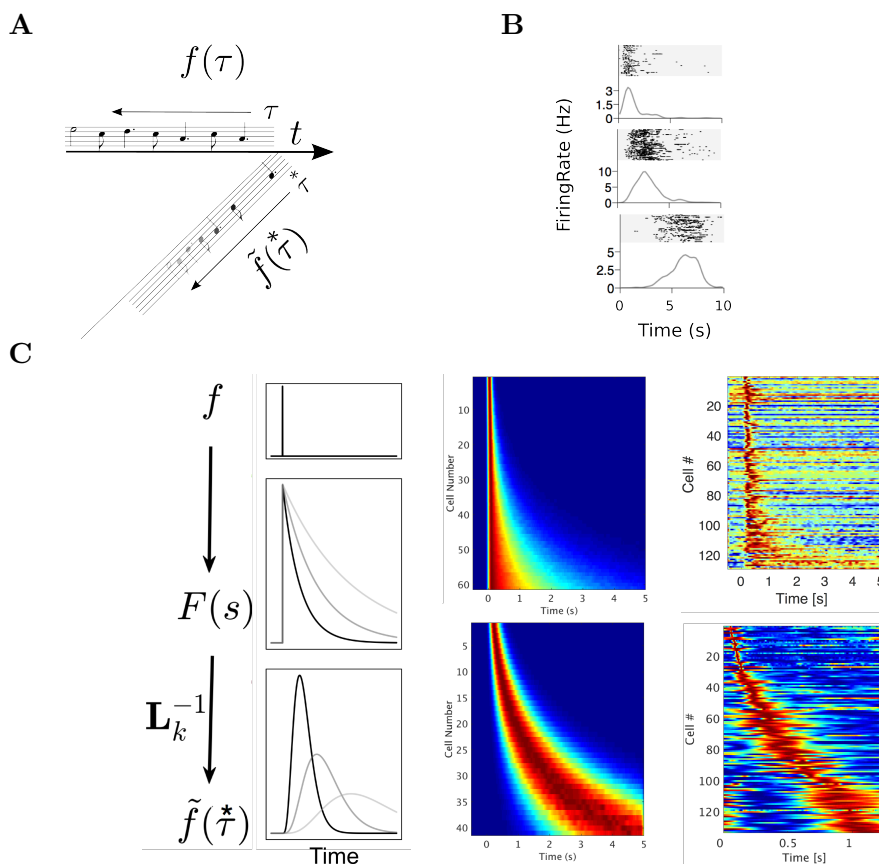 A
f(τ)
τ
t
*τ
f̃(*τ)
B
FiringRate (Hz)
3
1.5
0
10
5
0
5
2.5
0
0 5 10
Time (s)
C
f
F(s)
L_k^{-1}
f̃(*τ)
Time
Cell Number
10
20
30
40
50
60
0 1 2 3 4 5
Time (s)
Cell #
20
40
60
80
100
120
0 1 2 3 4 5
Time [s]
Cell Number
5
10
15
20
25
30
35
40
0 1 2 3 4 5
Time (s)
Cell #
20
40
60
80
100
120
0 0.5 1
Time [s]